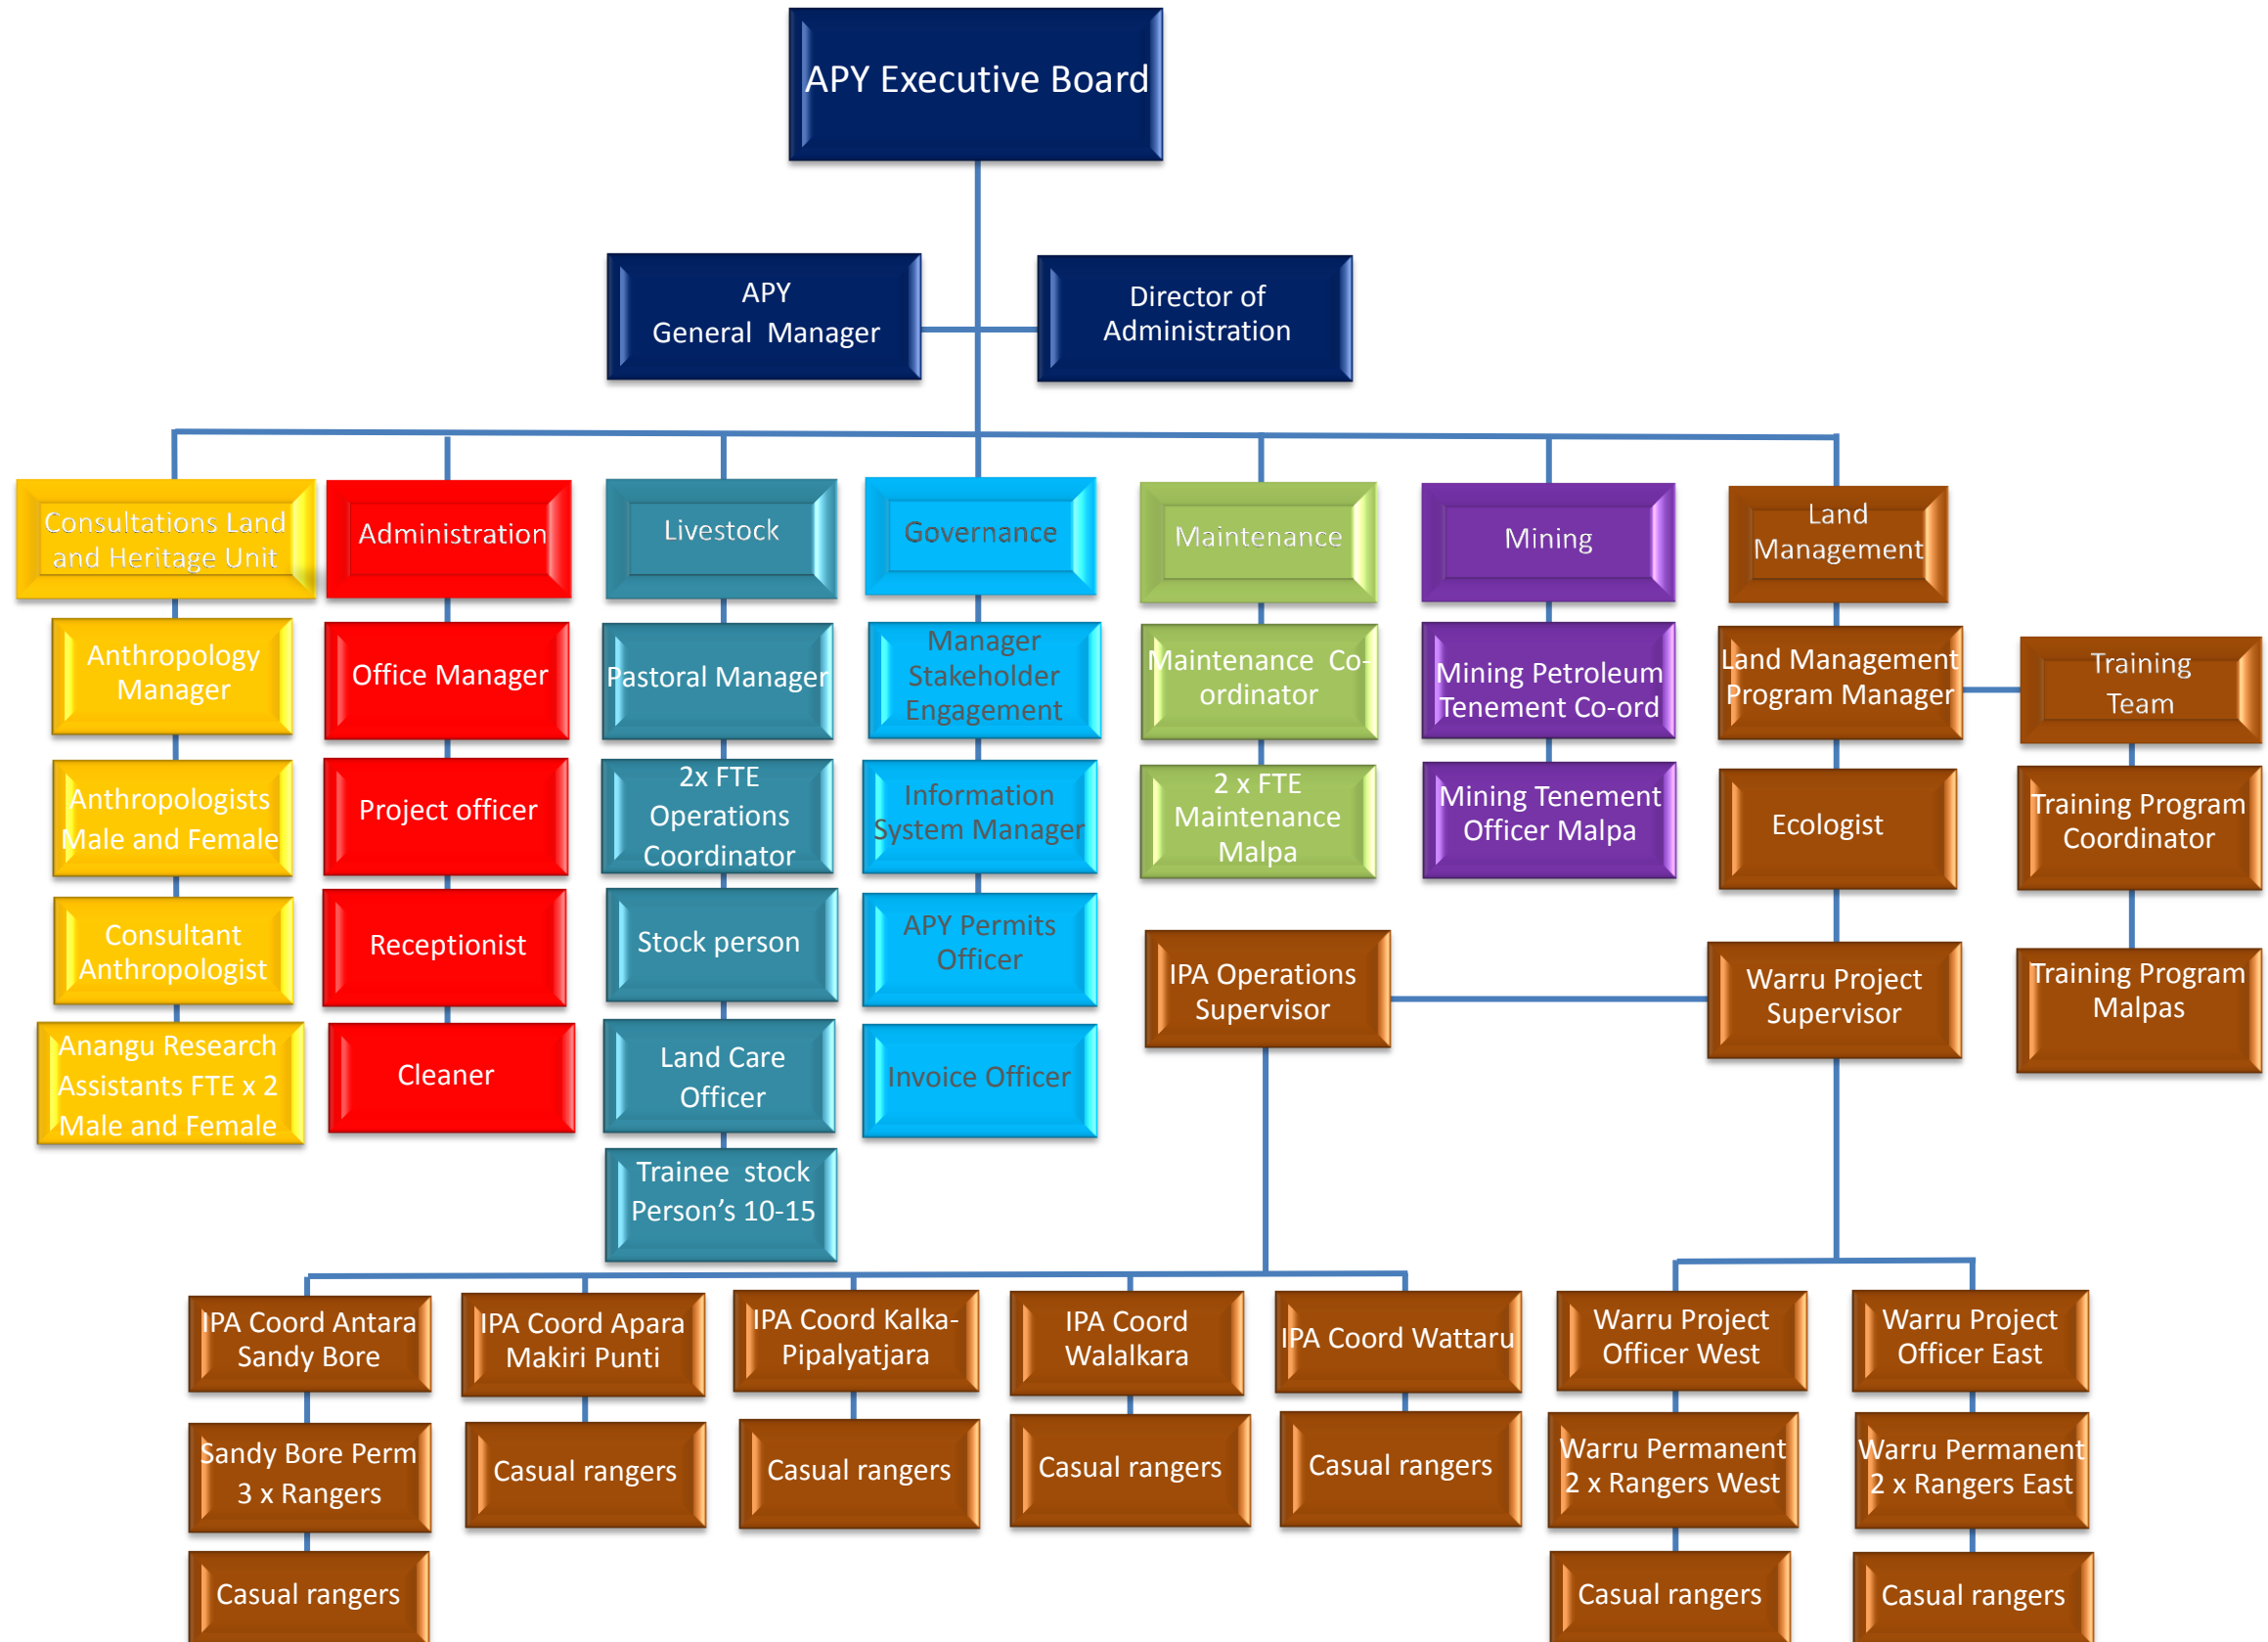 APY Executive Board
APY
General  Manager
Director of
Administration
Consultations Land
and Heritage Unit
Administration
Livestock
Governance
Maintenance
Mining
Land
Management
Anthropology
Manager
Office Manager
Pastoral Manager
Manager
Stakeholder
Engagement
Maintenance  Co-
ordinator
Mining Petroleum
Tenement Co-ord
Land Management
Program Manager
Training
Team
Anthropologists
Male and Female
Project officer
2x FTE
Operations
Coordinator
Information
System Manager
2 x FTE
Maintenance
Malpa
Mining Tenement
Officer Malpa
Ecologist
Training Program
Coordinator
Consultant
Anthropologist
Receptionist
Stock person
APY Permits
Officer
IPA Operations
Supervisor
Warru Project
Supervisor
Training Program
Malpas
Anangu Research
Assistants FTE x 2
Male and Female
Cleaner
Land Care
Officer
Invoice Officer
Trainee  stock
Person’s 10-15
IPA Coord Antara
Sandy Bore
IPA Coord Apara
Makiri Punti
IPA Coord Kalka-
Pipalyatjara
IPA Coord
Walalkara
IPA Coord Wattaru
Warru Project
Officer West
Warru Project
Officer East
Sandy Bore Perm
3 x Rangers
Casual rangers
Casual rangers
Casual rangers
Casual rangers
Warru Permanent
2 x Rangers West
Warru Permanent
2 x Rangers East
Casual rangers
Casual rangers
Casual rangers